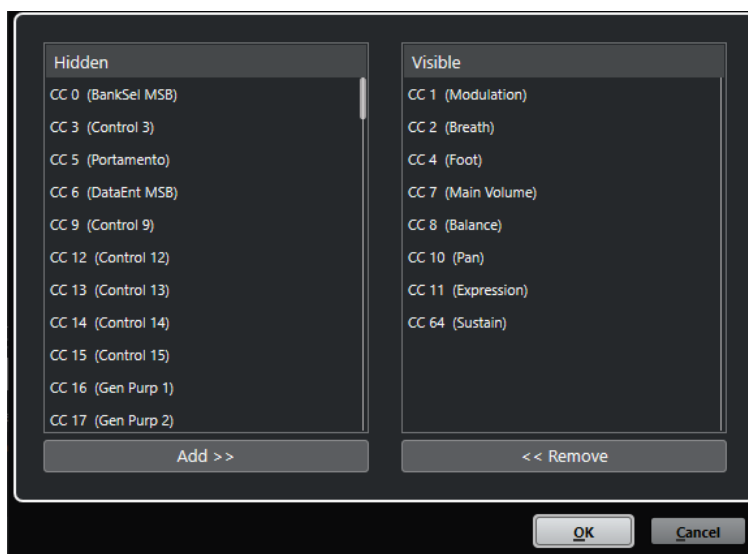 Hidden
CC 0 (BankSel MSB)
CC 3 (Control 3)
CC 5 (Portamento)
CC 6 (DataEnt MSB)
CC 9 (Control 9)
CC 12 (Control 12)
CC 13 (Control 13)
CC 14 (Control 14)
CC 15 (Control 15)
CC 16 (Gen Purp 1)
CC 17 (Gen Purp 2)
Add >>
Visible
CC 1 (Modulation)
CC 2 (Breath)
CC 4 (Foot)
CC 7 (Main Volume)
CC 8 (Balance)
CC 10 (Pan)
CC 11 (Expression)
CC 64 (Sustain)
<< Remove
OK
Cancel